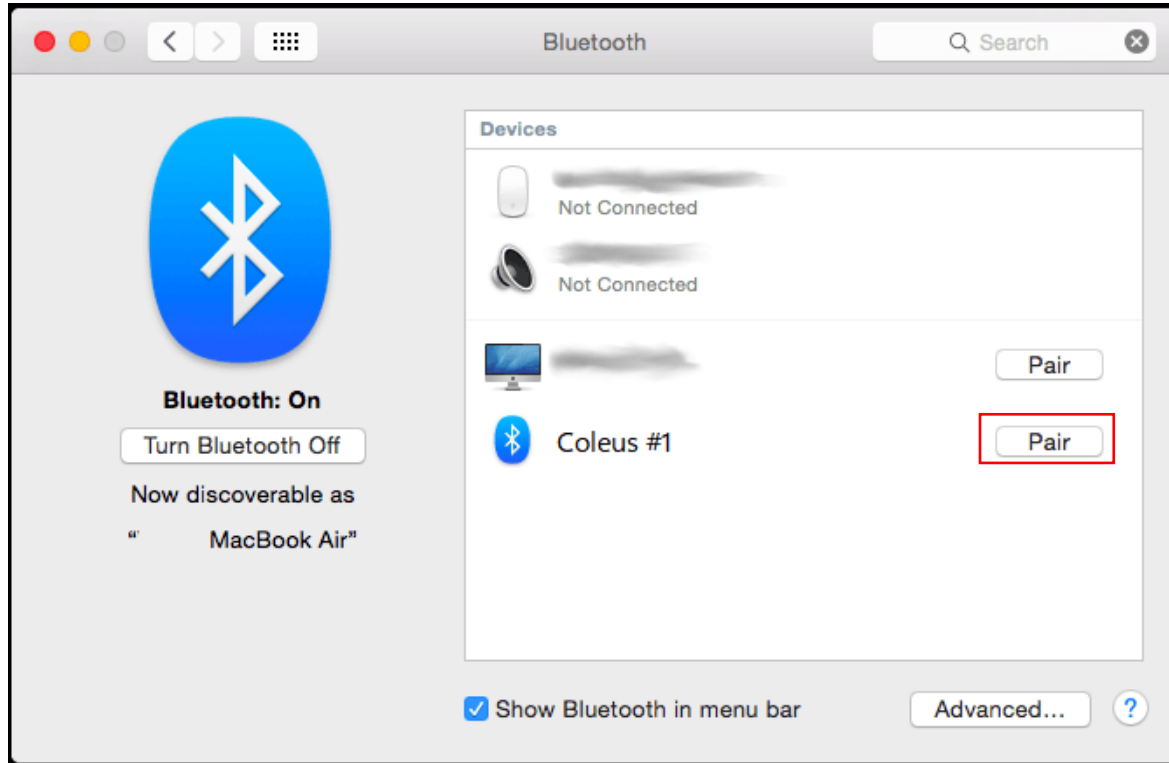 Bluetooth
Search
Devices
Not Connected
Not Connected
Pair
Coleus #1
Pair
Bluetooth: On
Turn Bluetooth Off
Now discoverable as
“ MacBook Air”
Show Bluetooth in menu bar
Advanced...
?